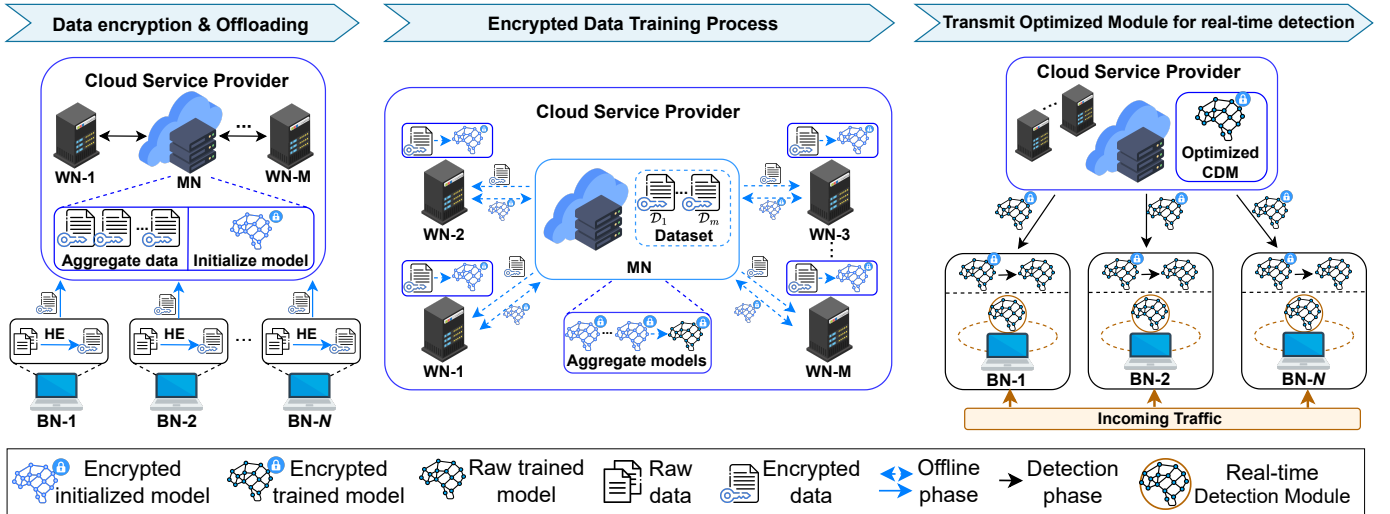 Data encryption & Offloading
Cloud Service Provider
...
WN-1
MN
WN-M
...
Aggregate data
Initialize model
HE
HE
...
HE
BN-1
BN-2
BN-N
Encrypted Data Training Process
Cloud Service Provider
WN-2
...
D1
Dm
Dataset
MN
WN-3
...
WN-1
...
Aggregate models
WN-M
Transmit Optimized Module for real-time detection
Cloud Service Provider
...
Optimized
CDM
BN-1
BN-2
...
BN-N
Incoming Traffic
Encrypted
initialized model
Encrypted
trained model
Raw trained
model
Raw
data
Encrypted
data
Offline
phase
Detection
phase
Real-time
Detection Module